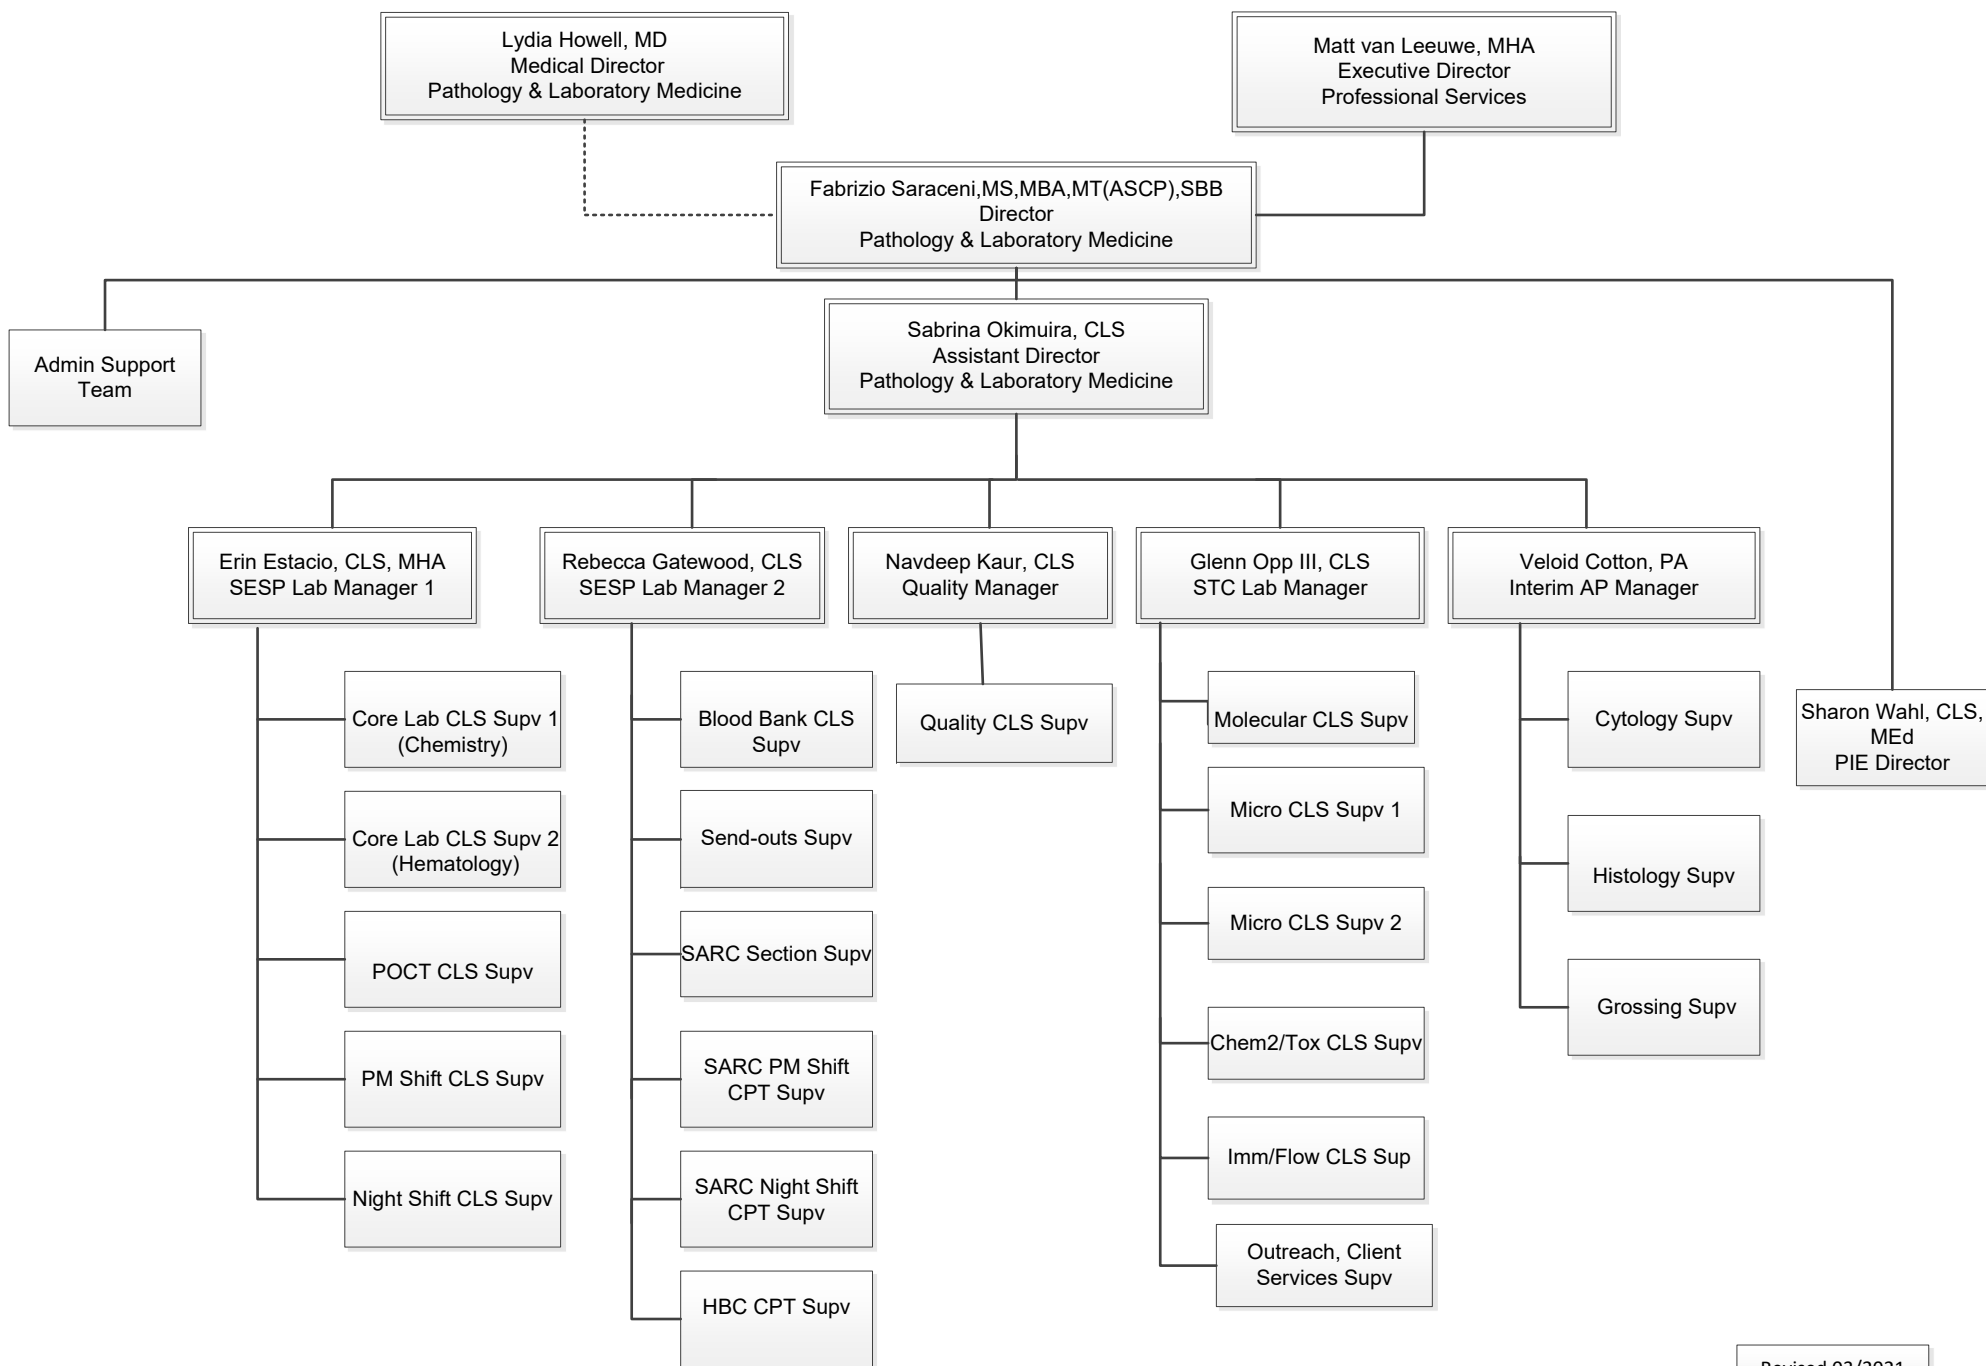 Lydia Howell, MD
Medical Director
Pathology & Laboratory Medicine
Matt van Leeuwe, MHA
Executive Director
Professional Services
Fabrizio Saraceni,MS,MBA,MT(ASCP),SBB
Director
Pathology & Laboratory Medicine
Sabrina Okimuira, CLS
Assistant Director
Pathology & Laboratory Medicine
Admin Support
Team
Erin Estacio, CLS, MHA
SESP Lab Manager 1
Rebecca Gatewood, CLS
SESP Lab Manager 2
Navdeep Kaur, CLS
Quality Manager
Glenn Opp III, CLS
STC Lab Manager
Veloid Cotton, PA
Interim AP Manager
Sharon Wahl, CLS,
MEd
PIE Director
Core Lab CLS Supv 1
(Chemistry)
Core Lab CLS Supv 2
(Hematology)
POCT CLS Supv
PM Shift CLS Supv
Night Shift CLS Supv
Blood Bank CLS
Supv
Send-outs Supv
SARC Section Supv
SARC PM Shift
CPT Supv
SARC Night Shift
CPT Supv
HBC CPT Supv
Quality CLS Supv
Molecular CLS Supv
Micro CLS Supv 1
Micro CLS Supv 2
Chem2/Tox CLS Supv
Imm/Flow CLS Sup
Outreach, Client
Services Supv
Cytology Supv
Histology Supv
Grossing Supv
Revised